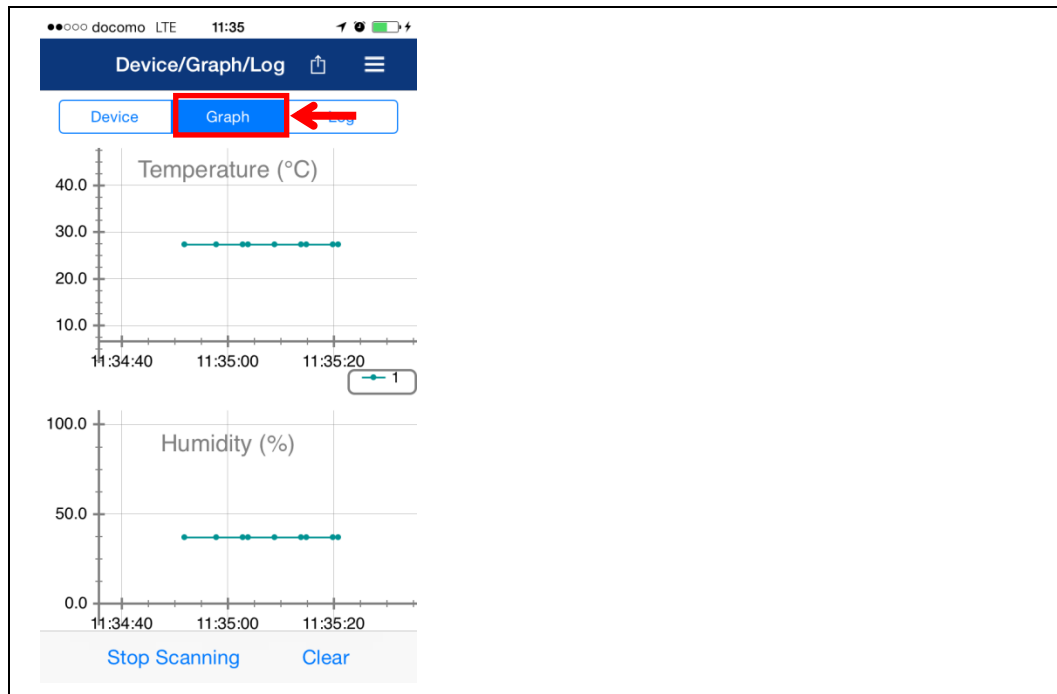 docomo LTE 11:35
Device/Graph/Log
Device Graph Log
Temperature (°C)
40.0
30.0
20.0
10.0
11:34:40 11:35:00 11:35:20
1
100.0
Humidity (%)
50.0
0.0
11:34:40 11:35:00 11:35:20
Stop Scanning Clear